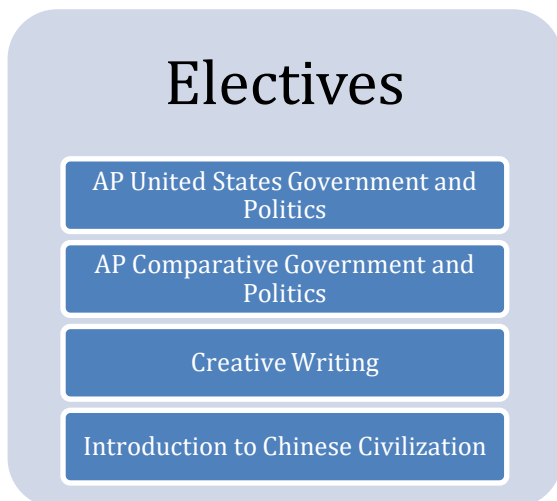 Electives
AP United States Government and
Politics
AP Comparative Government and
Politics
Creative Writing
Introduction to Chinese Civilization